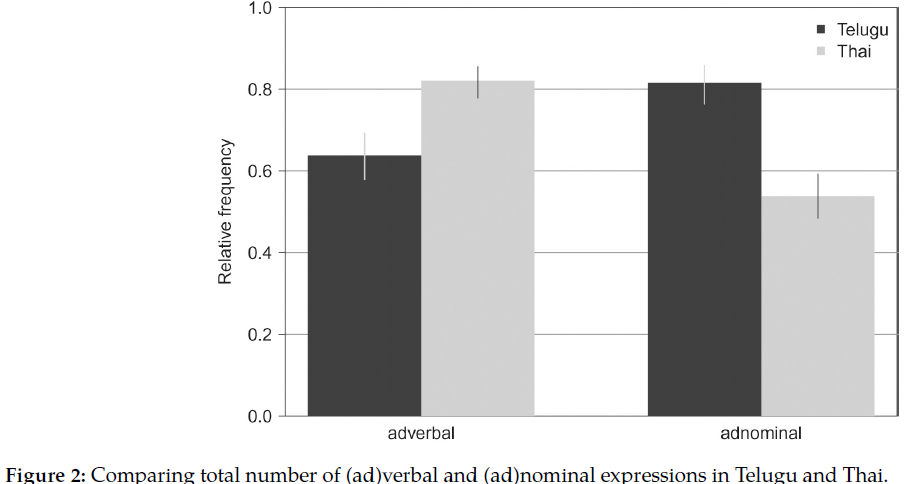 1.0
Telugu
Thai
0.8
0.6
0.4
0.2
0.0
Relative frequency
adverbal adnominal
Figure 2: Comparing total number of (ad)verbal and (ad)nominal expressions in Telugu and Thai.